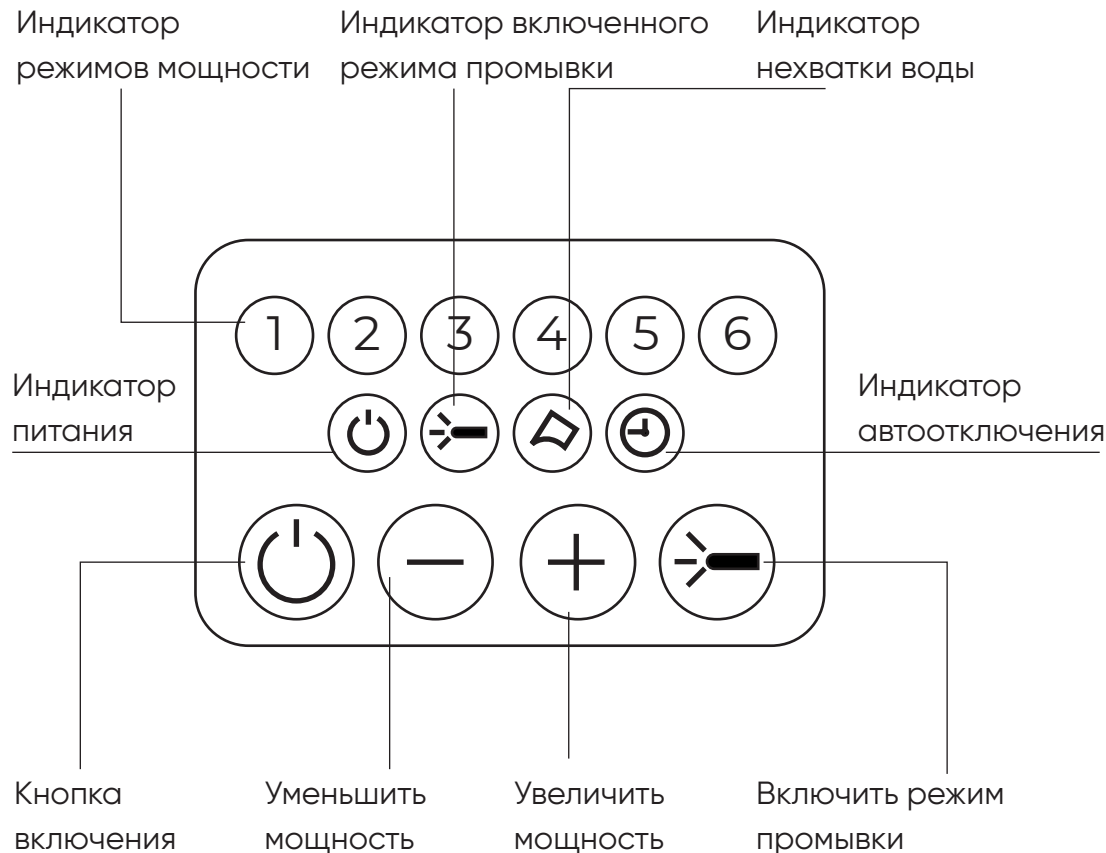 Индикатор
режимов мощности
Индикатор включенного
режима промывки
Индикатор
нехватки воды
1 2 3 4 5 6
Индикатор
питания
Индикатор
автоотключения
Кнопка
включения
Уменьшить
мощность
Увеличить
мощность
Включить режим
промывки